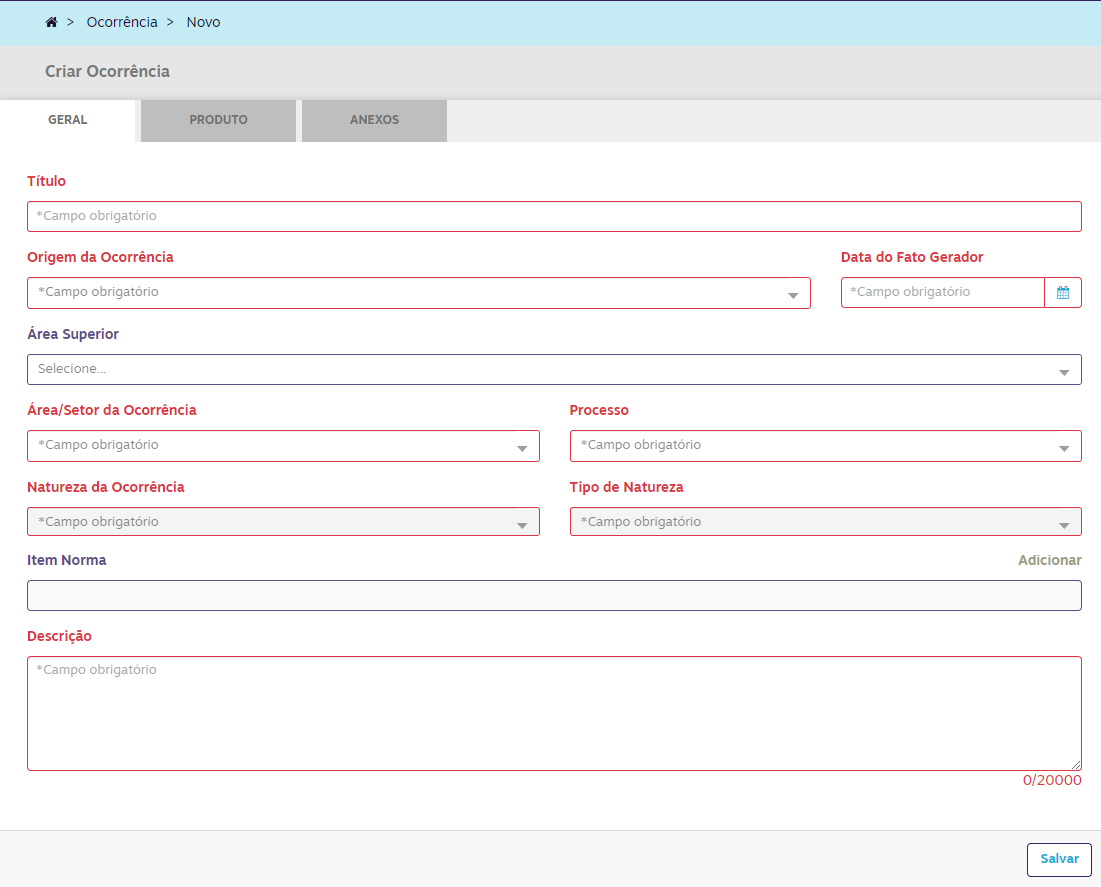 > Ocorrência > Novo
Criar Ocorrência
GERAL PRODUTO ANEXOS
Título
*Campo obrigatório
Origem da Ocorrência Data do Fato Gerador
*Campo obrigatório *Campo obrigatório
Área Superior
Selecione...
Área/Setor da Ocorrência Processo
*Campo obrigatório *Campo obrigatório
Natureza da Ocorrência Tipo de Natureza
*Campo obrigatório *Campo obrigatório
Item Norma Adicionar
Descrição
*Campo obrigatório
0/20000
Salvar